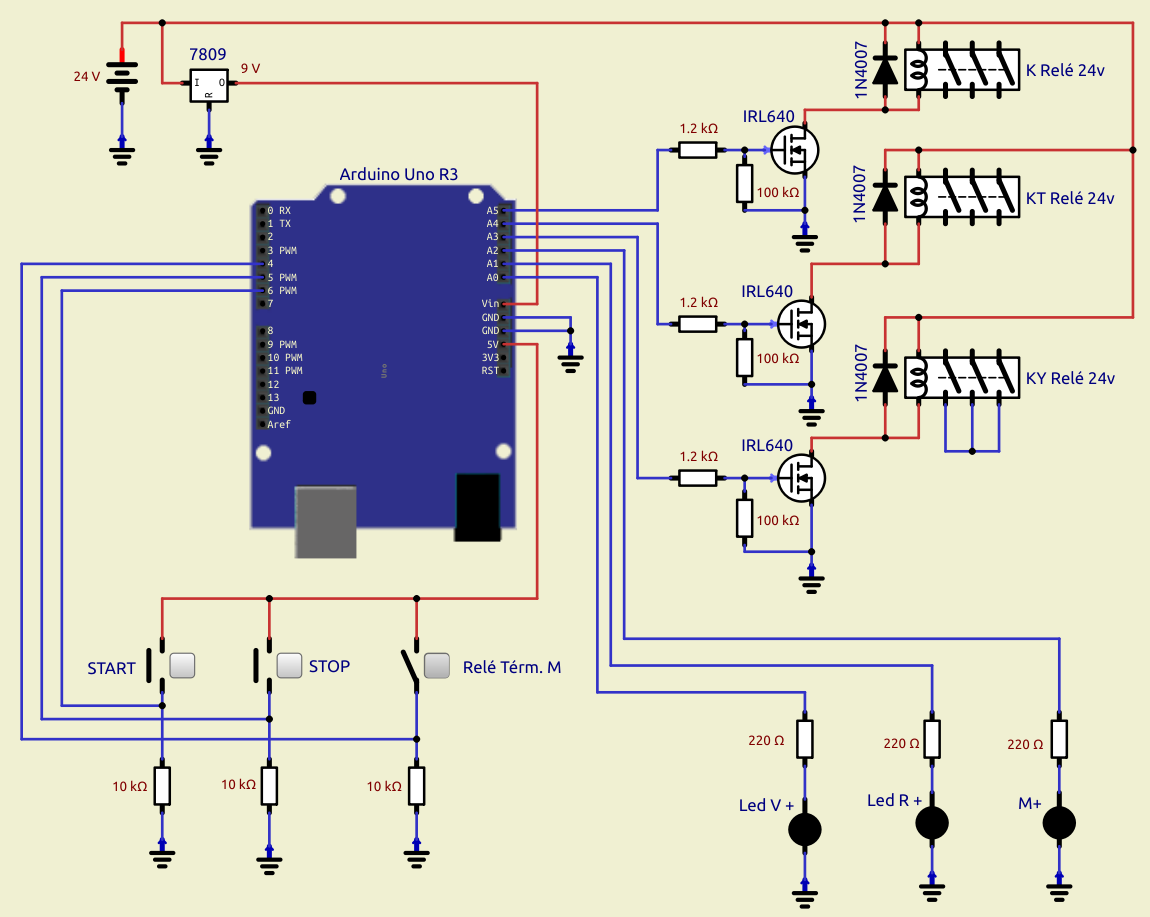 24 V
7809
I
O
R
9 V
Arduino Uno R3
0 RX
1 TX
2
3 PWM
4
5 PWM
6 PWM
7
8
9 PWM
10 PWM
11 PWM
12
13
GND
Aref
A5
A4
A3
A2
A1
A0
Vin
GND
GND
5V
3V3
RST
Uno
IRL640
1.2 kΩ
100 kΩ
1N4007
K Relé 24v
1N4007
KT Relé 24v
IRL640
1.2 kΩ
100 kΩ
1N4007
KY Relé 24v
IRL640
1.2 kΩ
100 kΩ
START
STOP
Relé Térm. M
10 kΩ
10 kΩ
10 kΩ
220 Ω
220 Ω
220 Ω
Led V +
Led R +
M+